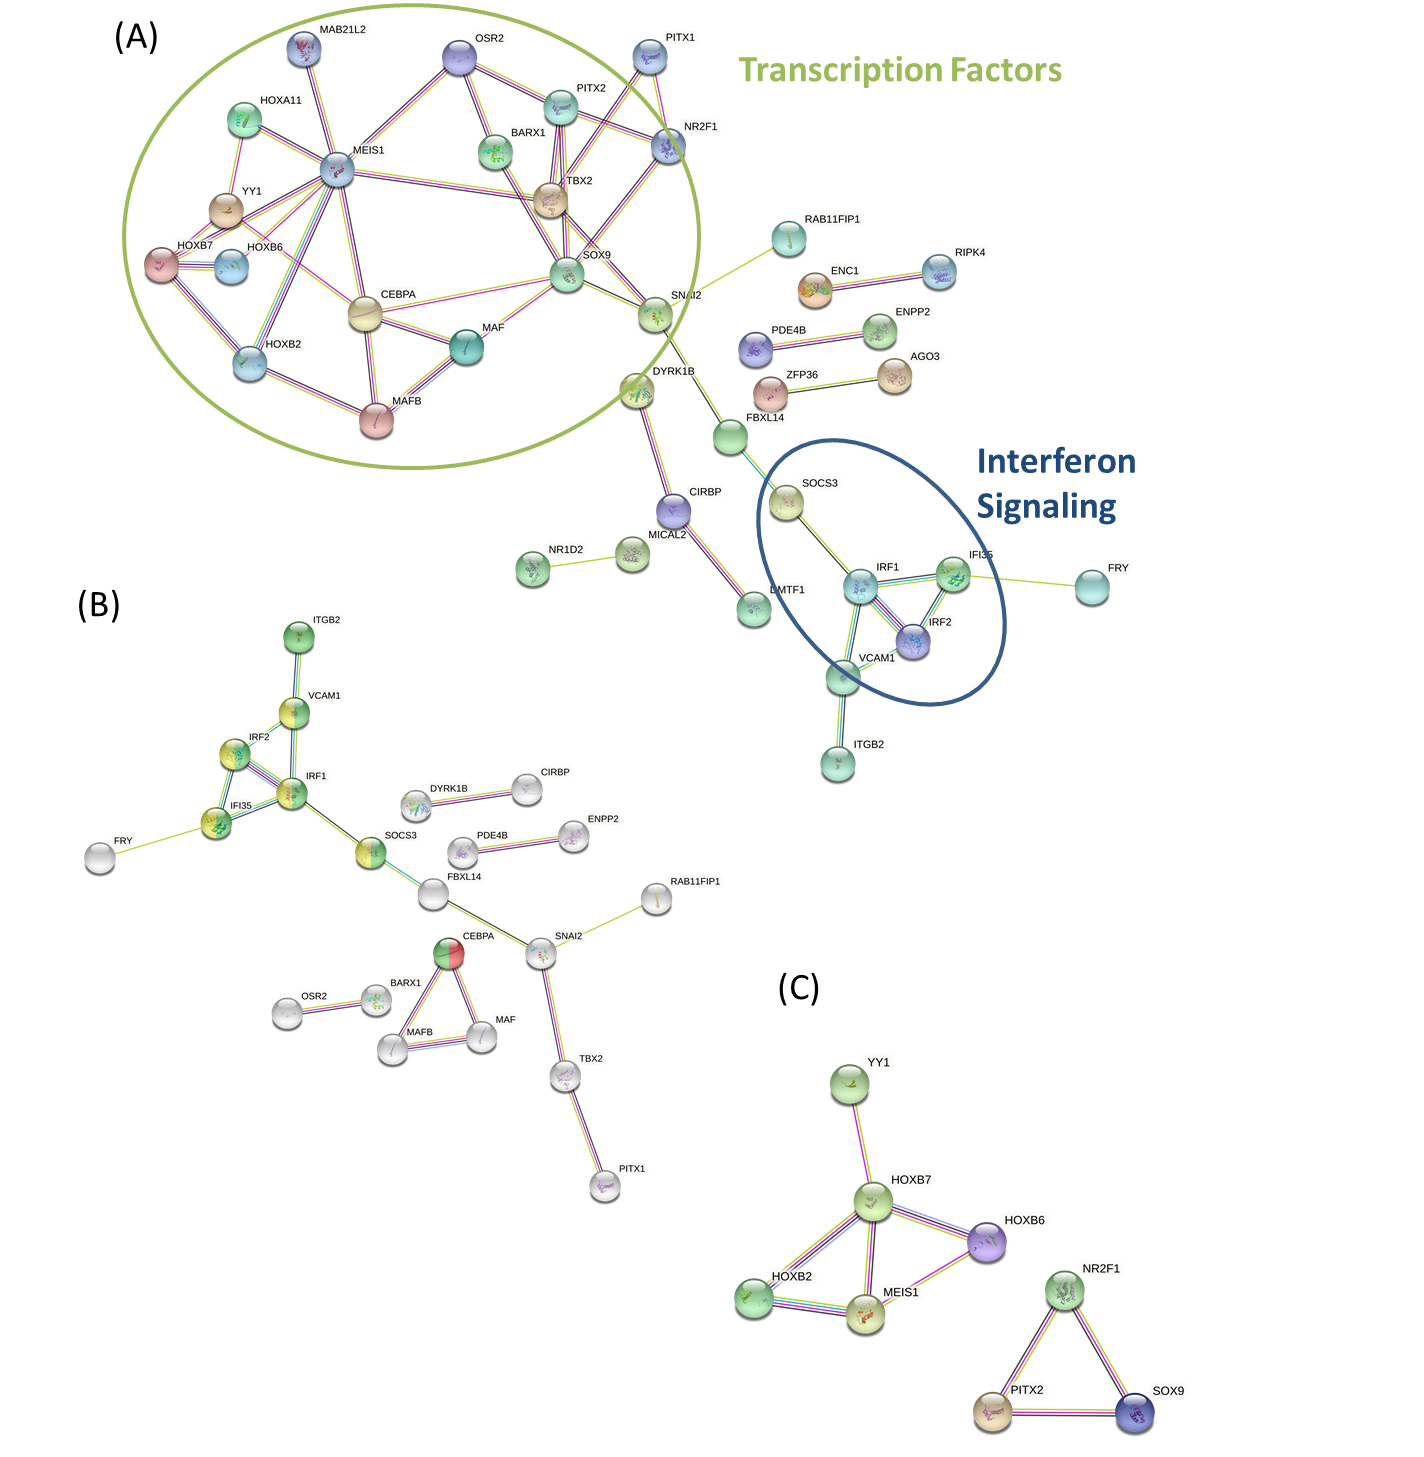 (A)
MAB21L2
OSR2
PITX1
Transcription Factors
HOXA11
PITX2
BARX1
NR2F1
MEIS1
YY1
TBX2
HOXB7
HOXB6
RAB11FIP1
SOX9
ENC1
RIPK4
CEBPA
SNAI2
MAF
HOXB2
PDE4B
ENPP2
DYRK1B
ZFP36
AGO3
MAFB
FBXL14
Interferon
Signaling
SOCS3
CIRBP
MICAL2
NR1D2
IRF1
IFI35
FRY
DMTF1
IRF2
VCAM1
ITGB2
(B)
ITGB2
VCAM1
IRF2
IRF1
IFI35
FRY
SOCS3
DYRK1B
CIRBP
PDE4B
ENPP2
FBXL14
RAB11FIP1
CEBPA
SNAI2
OSR2
BARX1
MAFB
MAF
TBX2
PITX1
(C)
YY1
HOXB7
HOXB6
HOXB2
MEIS1
NR2F1
PITX2
SOX9